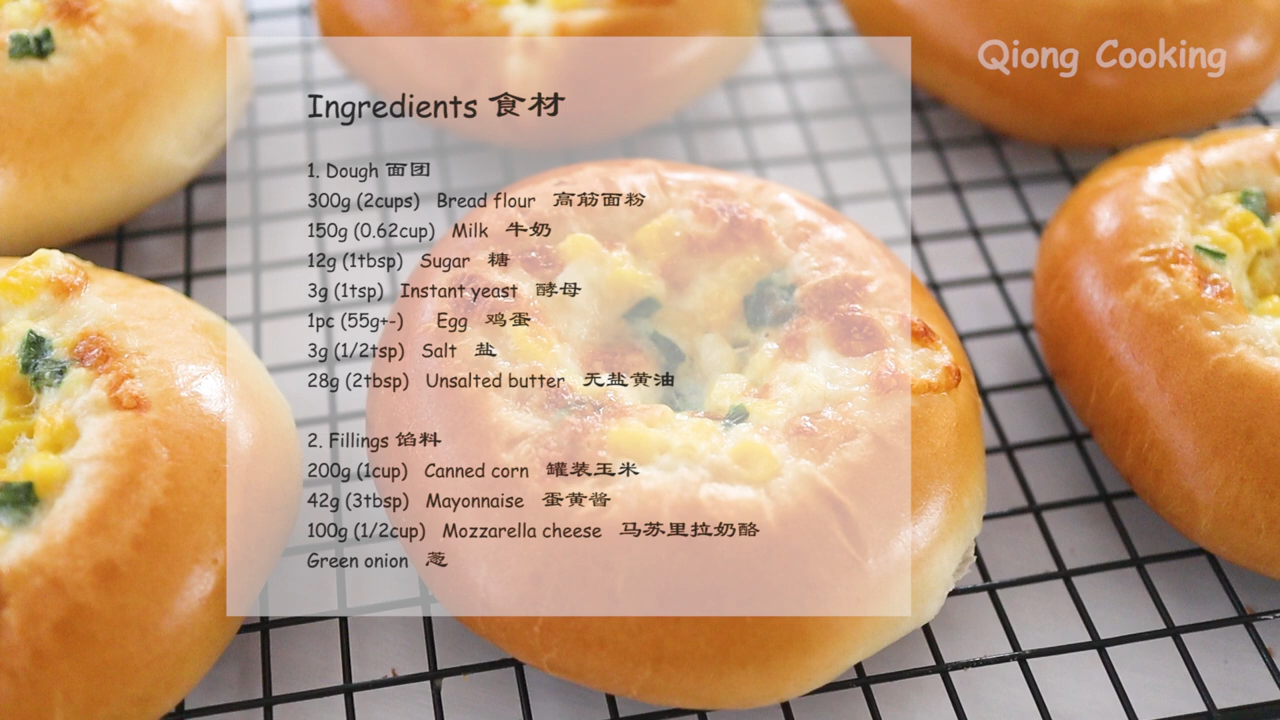 Qiong Cooking
Ingredients 食材
1. Dough 面团
300g (2cups) Bread flour 高筋面粉
150g (0.62cup) Milk 牛奶
12g (1tbsp) Sugar 糖
3g (1tsp) Instant yeast 酵母
1pc (55g+-) Egg 鸡蛋
3g (1/2tsp) Salt 盐
28g (2tbsp) Unsalted butter 无盐黄油
2. Fillings 馅料
200g (1cup) Canned corn 罐装玉米
42g (3tbsp) Mayonnaise 蛋黄酱
100g (1/2cup) Mozzarella cheese 马苏里拉奶酪
Green onion 葱